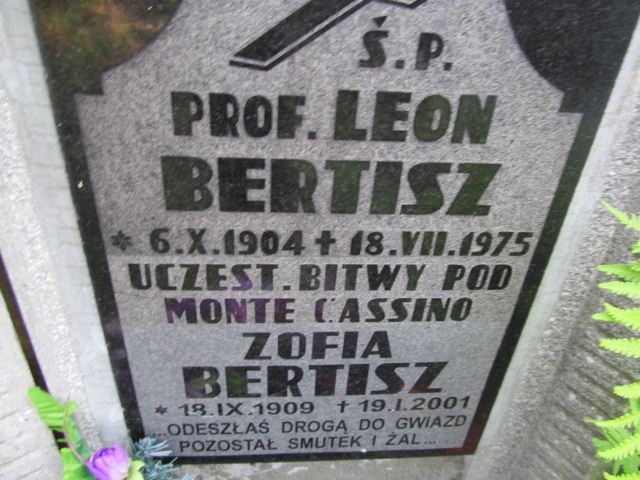 Ś.P.
PROF. LEON
BERTISZ
* 6.X.1904 + 18.VII.1975
UCZEST. BITWY POD
MONTE CASSINO
ZOFIA
BERTISZ
* 18.IX.1909 + 19.I.2001
...ODESZŁAŚ DROGĄ DO GWIAZD
POZOSTAŁ SMUTEK I ŻAL...